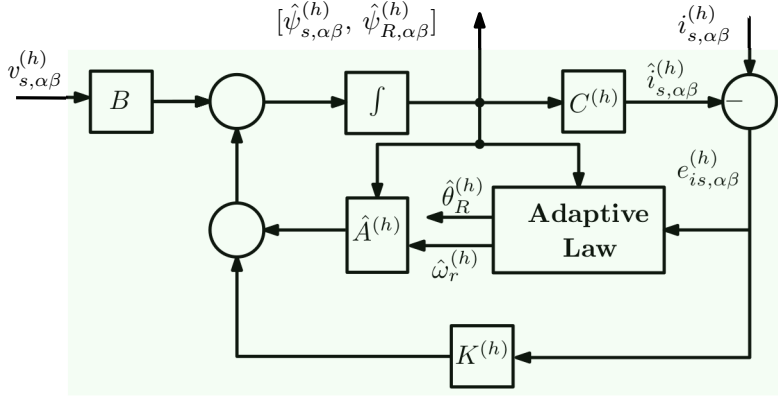 [ψ̂_{s,αβ}^{(h)}, ψ̂_{R,αβ}^{(h)}]
i_{s,αβ}^{(h)}
v_{s,αβ}^{(h)}
B
∫
C^{(h)}
î_{s,αβ}^{(h)}
−
e_{is,αβ}^{(h)}
Â^{(h)}
θ̂_R^{(h)}
ω̂_r^{(h)}
Adaptive
Law
K^{(h)}